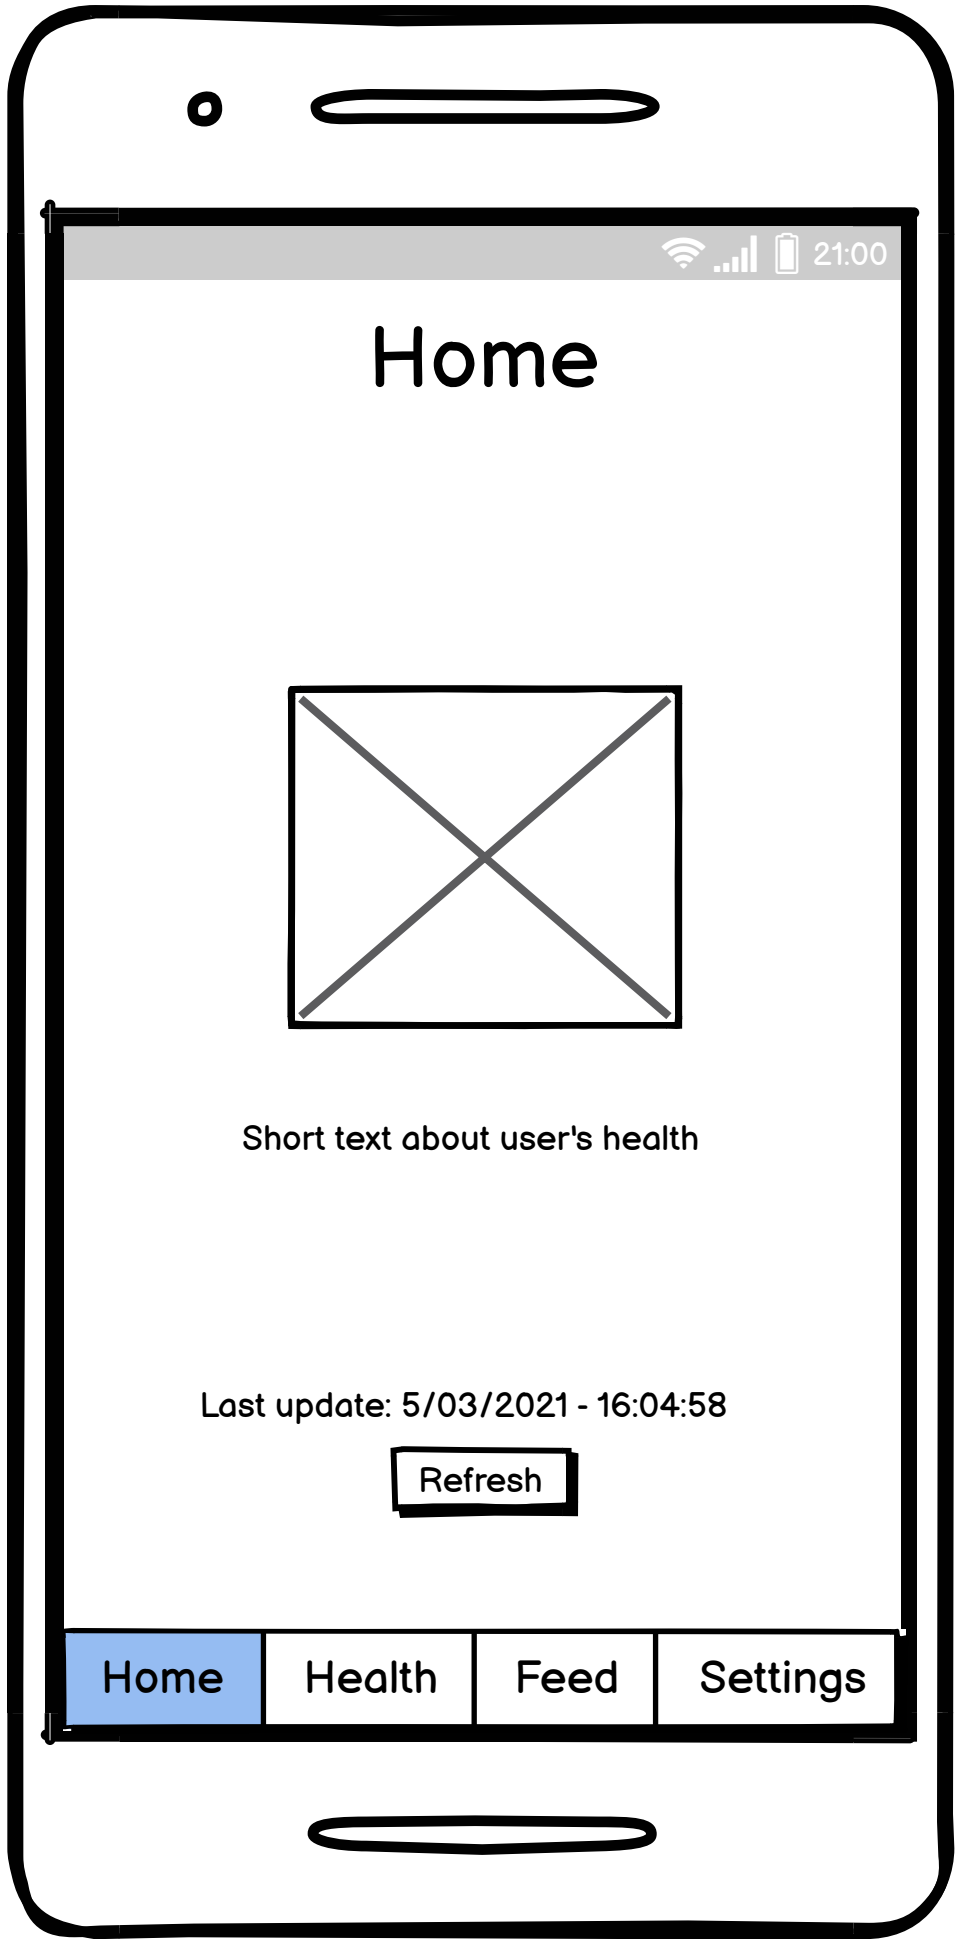 21:00
Home
Short text about user's health
Last update: 5/03/2021 - 16:04:58
Refresh
Home Health Feed Settings